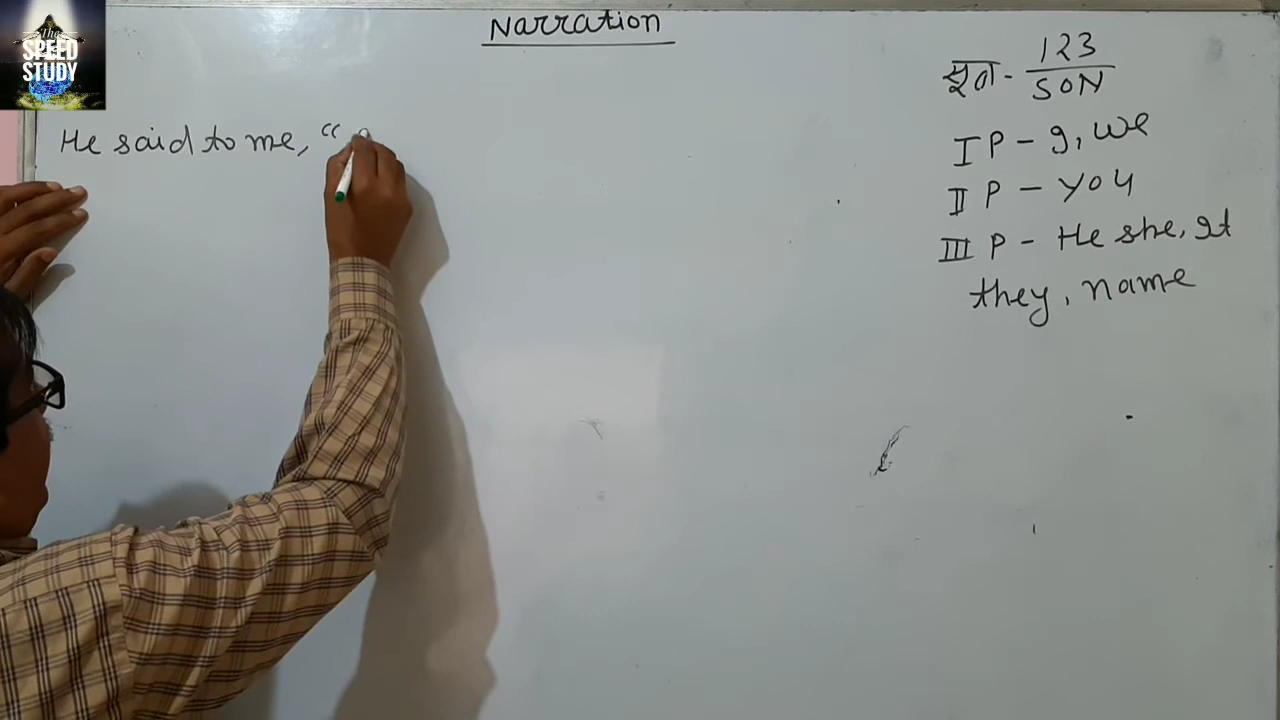 The
SPEED
STUDY
Narration
He said to me, “
सूत्र - 123
SON
I P - I, we
II P - you
III P - He she, It
they, name